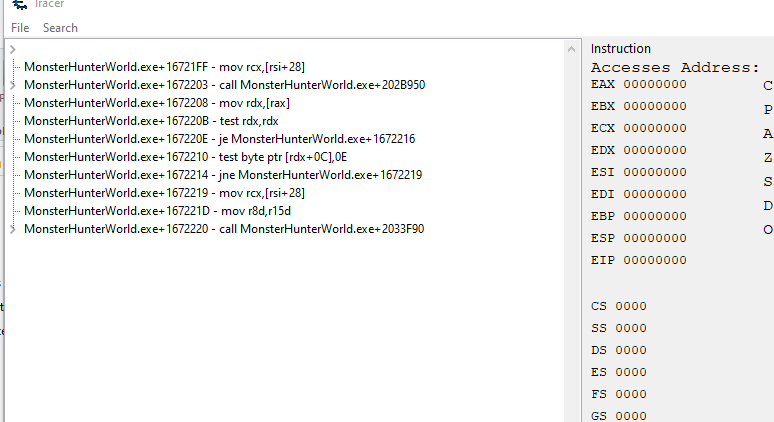 Tracer
File Search
MonsterHunterWorld.exe+16721FF - mov rcx,[rsi+28]
MonsterHunterWorld.exe+1672203 - call MonsterHunterWorld.exe+202B950
MonsterHunterWorld.exe+1672208 - mov rdx,[rax]
MonsterHunterWorld.exe+167220B - test rdx,rdx
MonsterHunterWorld.exe+167220E - je MonsterHunterWorld.exe+1672216
MonsterHunterWorld.exe+1672210 - test byte ptr [rdx+0C],0E
MonsterHunterWorld.exe+1672214 - jne MonsterHunterWorld.exe+1672219
MonsterHunterWorld.exe+1672219 - mov rcx,[rsi+28]
MonsterHunterWorld.exe+167221D - mov r8d,r15d
MonsterHunterWorld.exe+1672220 - call MonsterHunterWorld.exe+2033F90
Instruction
Accesses Address:
EAX 00000000 C
EBX 00000000 P
ECX 00000000 A
EDX 00000000 Z
ESI 00000000 S
EDI 00000000 D
EBP 00000000 O
ESP 00000000
EIP 00000000
CS 0000
SS 0000
DS 0000
ES 0000
FS 0000
GS 0000